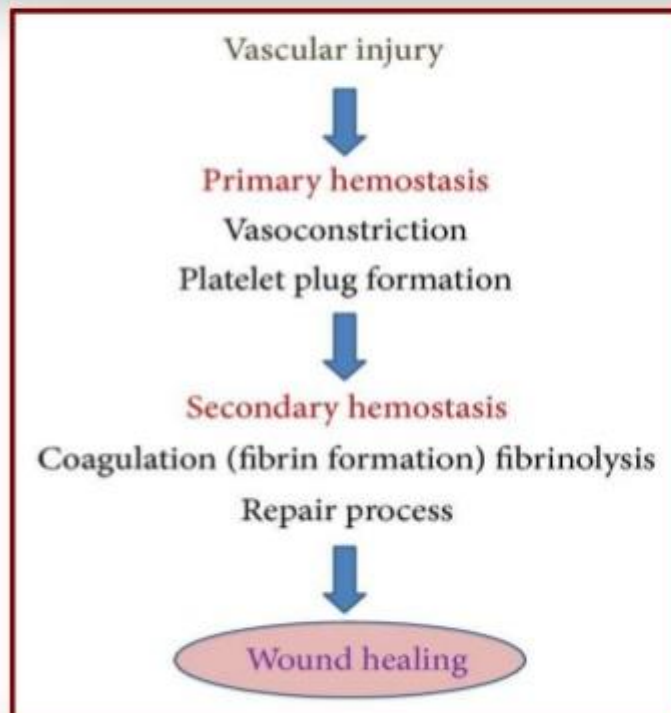 Vascular injury
Primary hemostasis
Vasoconstriction
Platelet plug formation
Secondary hemostasis
Coagulation (fibrin formation) fibrinolysis
Repair process
Wound healing